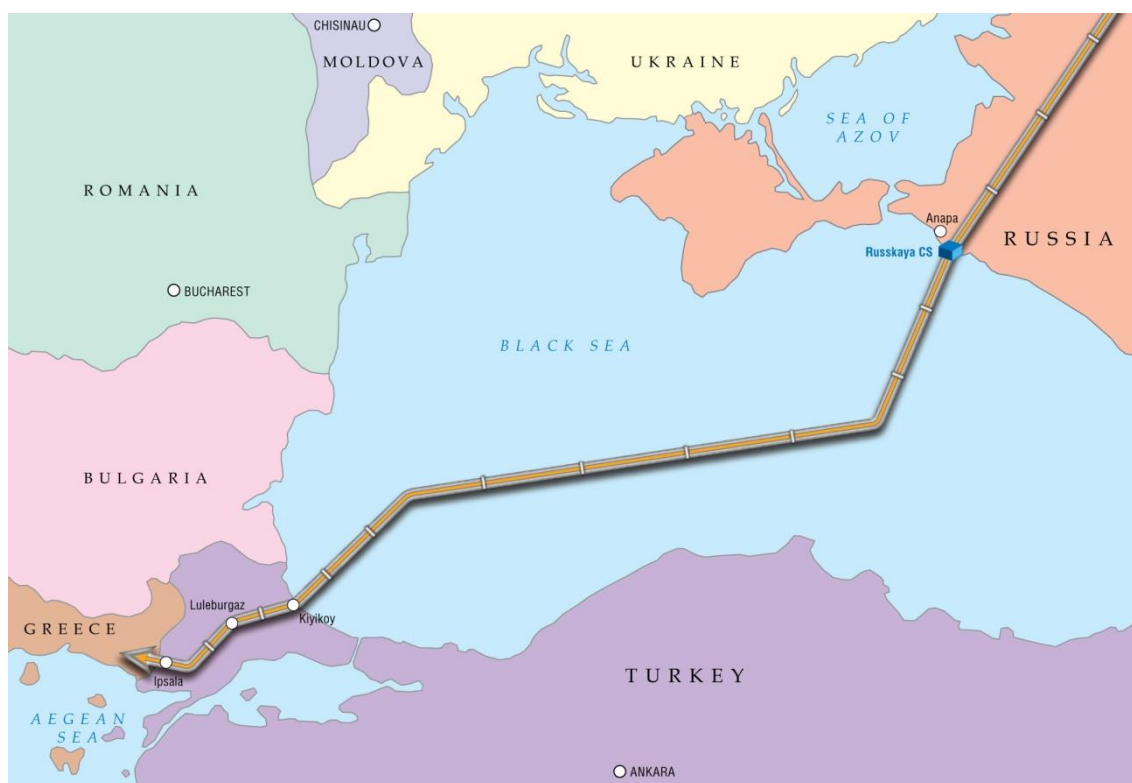 CHISINAU
MOLDOVA
UKRAINE
SEA OF
AZOV
ROMANIA
Anapa
Russkaya CS
RUSSIA
BUCHAREST
BLACK SEA
BULGARIA
Luleburgaz
Kiyikoy
GREECE
Ipsala
TURKEY
AEGEAN
SEA
ANKARA